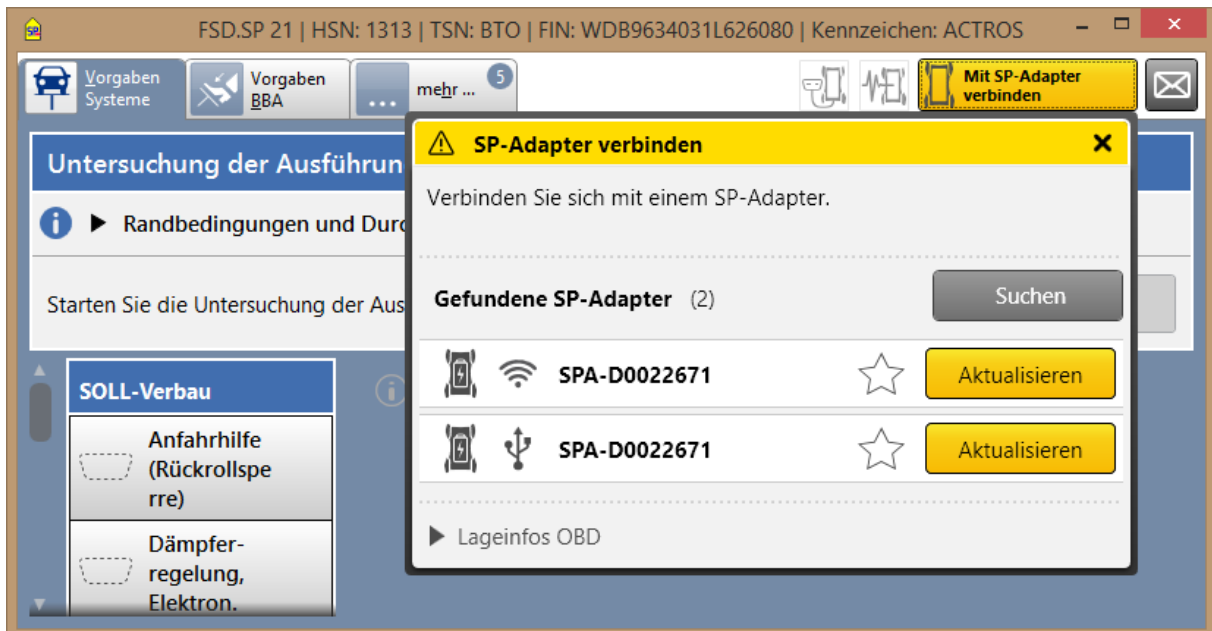 SP
FSD.SP 21 | HSN: 1313 | TSN: BTO | FIN: WDB9634031L626080 | Kennzeichen: ACTROS
Vorgaben
Systeme
Vorgaben
BBA
mehr ...
5
Mit SP-Adapter
verbinden
SP-Adapter verbinden
Untersuchung der Ausführun
Verbinden Sie sich mit einem SP-Adapter.
Randbedingungen und Durc
Gefundene SP-Adapter (2)
Suchen
Starten Sie die Untersuchung der Aus
SPA-D0022671
Aktualisieren
SOLL-Verbau
Anfahrhilfe
(Rückrollspe
rre)
SPA-D0022671
Aktualisieren
Lageinfos OBD
Dämpfer-
regelung,
Elektron.